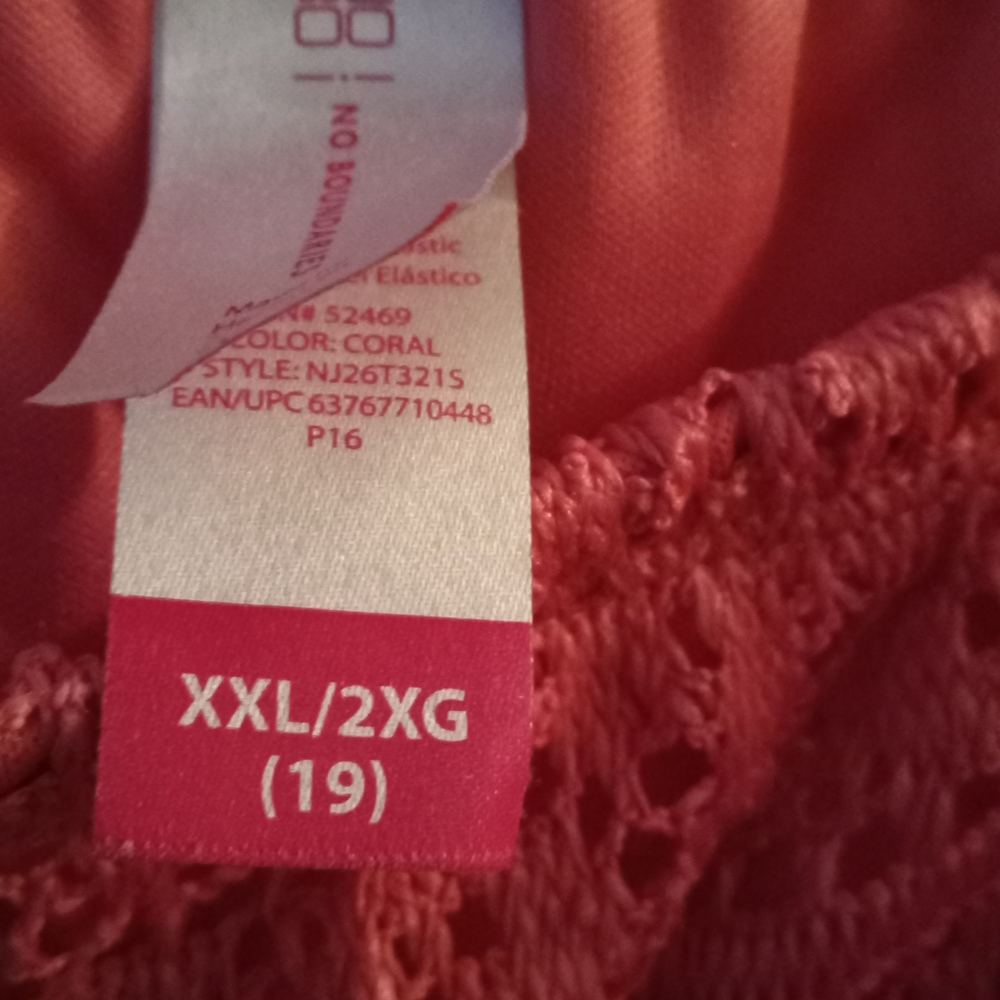 NO BOUNDARIES
Elástico
52469
COLOR: CORAL
STYLE: NJ26T321S
EAN/UPC 63767710448
P16
XXL/2XG
(19)